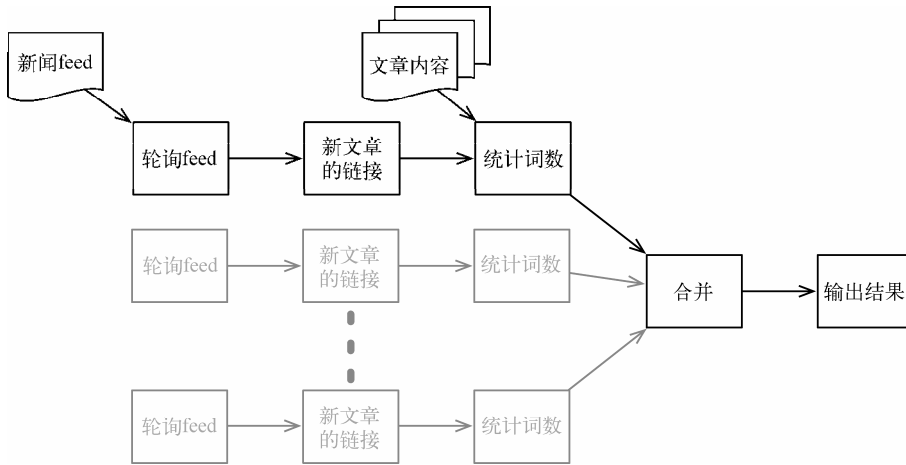 新闻feed
文章内容
轮询feed
新文章
的链接
统计词数
轮询feed
新文章
的链接
统计词数
合并
输出结果
轮询feed
新文章
的链接
统计词数